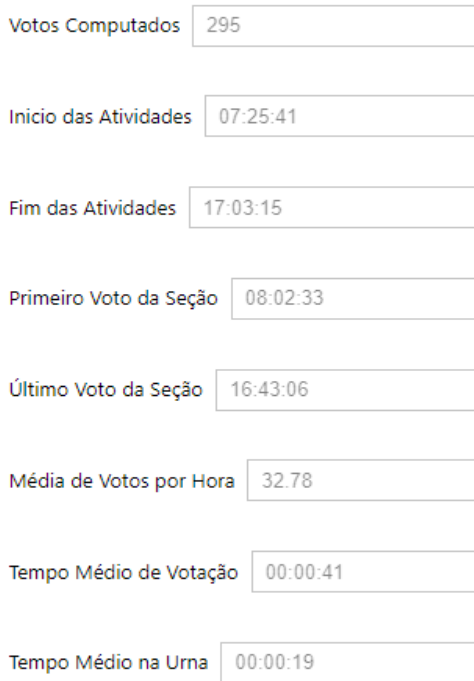 Votos Computados 295
Inicio das Atividades 07:25:41
Fim das Atividades 17:03:15
Primeiro Voto da Seção 08:02:33
Último Voto da Seção 16:43:06
Média de Votos por Hora 32.78
Tempo Médio de Votação 00:00:41
Tempo Médio na Urna 00:00:19